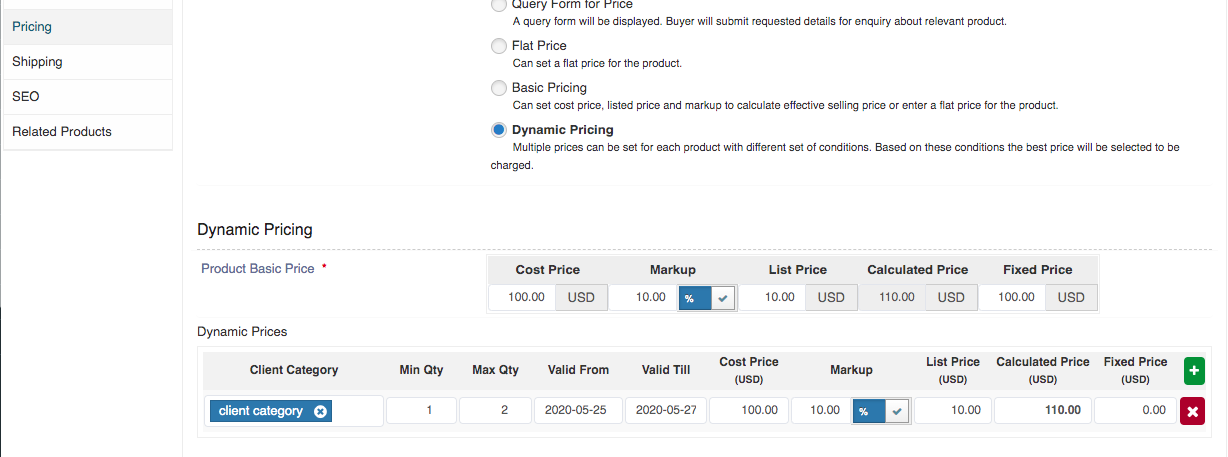 Query Form for Price
A query form will be displayed. Buyer will submit requested details for enquiry about relevant product.
Pricing
Flat Price
Shipping
Can set a flat price for the product.
Basic Pricing
SEO
Can set cost price, listed price and markup to calculate effective selling price or enter a flat price for the product.
Related Products
Dynamic Pricing
Multiple prices can be set for each product with different set of conditions. Based on these conditions the best price will be selected to be
charged.
Dynamic Pricing
Product Basic Price *
Cost Price Markup List Price Calculated Price Fixed Price
100.00 USD 10.00 % 10.00 USD 110.00 USD 100.00 USD
Dynamic Prices
Client Category Min Qty Max Qty Valid From Valid Till Cost Price (USD) Markup List Price (USD) Calculated Price (USD) Fixed Price (USD)
client category 1 2 2020-05-25 2020-05-27 100.00 10.00 % 10.00 110.00 0.00